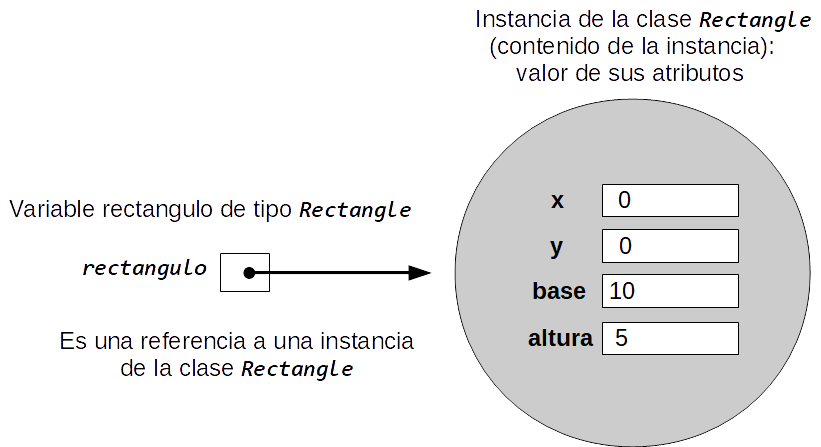 Instancia de la clase Rectangle
(contenido de la instancia):
valor de sus atributos
Variable rectangulo de tipo Rectangle
rectangulo
Es una referencia a una instancia
de la clase Rectangle
x 0
y 0
base 10
altura 5